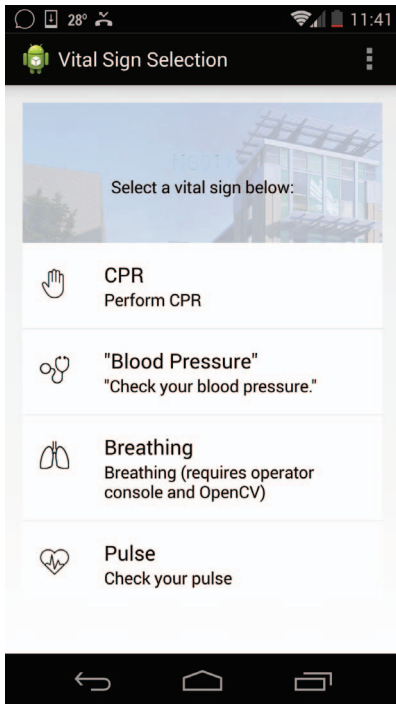 28° 11:41
Vital Sign Selection
Select a vital sign below:
CPR
Perform CPR
"Blood Pressure"
"Check your blood pressure."
Breathing
Breathing (requires operator
console and OpenCV)
Pulse
Check your pulse